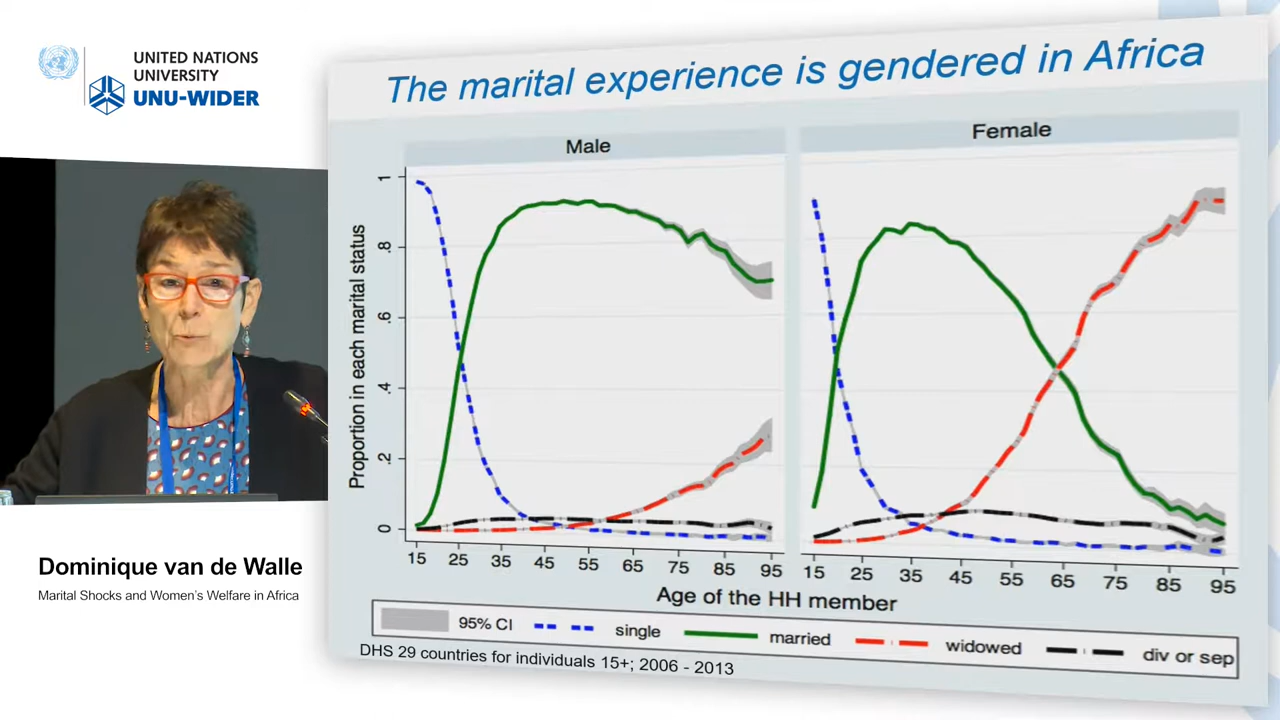 UNITED NATIONS
UNIVERSITY
UNU-WIDER
The marital experience is gendered in Africa
Male
Female
Proportion in each marital status
1
.8
.6
.4
.2
0
15 25 35 45 55 65 75 85 95
15 25 35 45 55 65 75 85 95
Age of the HH member
95% CI single married widowed div or sep
DHS 29 countries for individuals 15+; 2006 - 2013
Dominique van de Walle
Marital Shocks and Women's Welfare in Africa